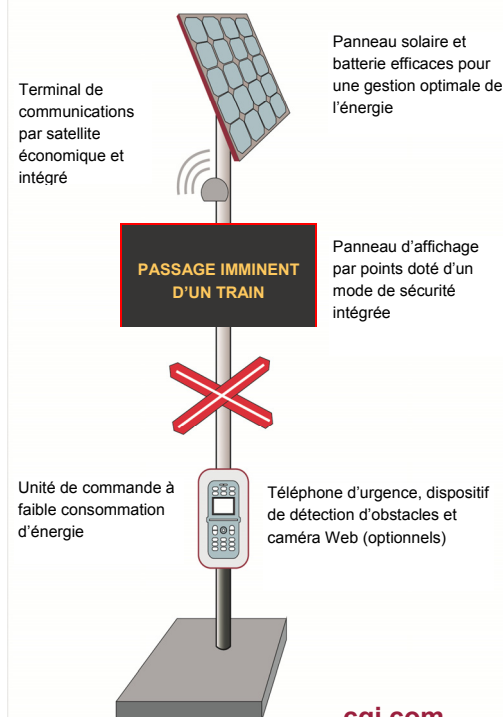 Panneau solaire et
batterie efficaces pour
une gestion optimale de
l’énergie
Terminal de
communications
par satellite
économique et
intégré
PASSAGE IMMINENT
D’UN TRAIN
Panneau d’affichage
par points doté d’un
mode de sécurité
intégrée
Unité de commande à
faible consommation
d’énergie
Téléphone d’urgence, dispositif
de détection d’obstacles et
caméra Web (optionnels)
cgi.com